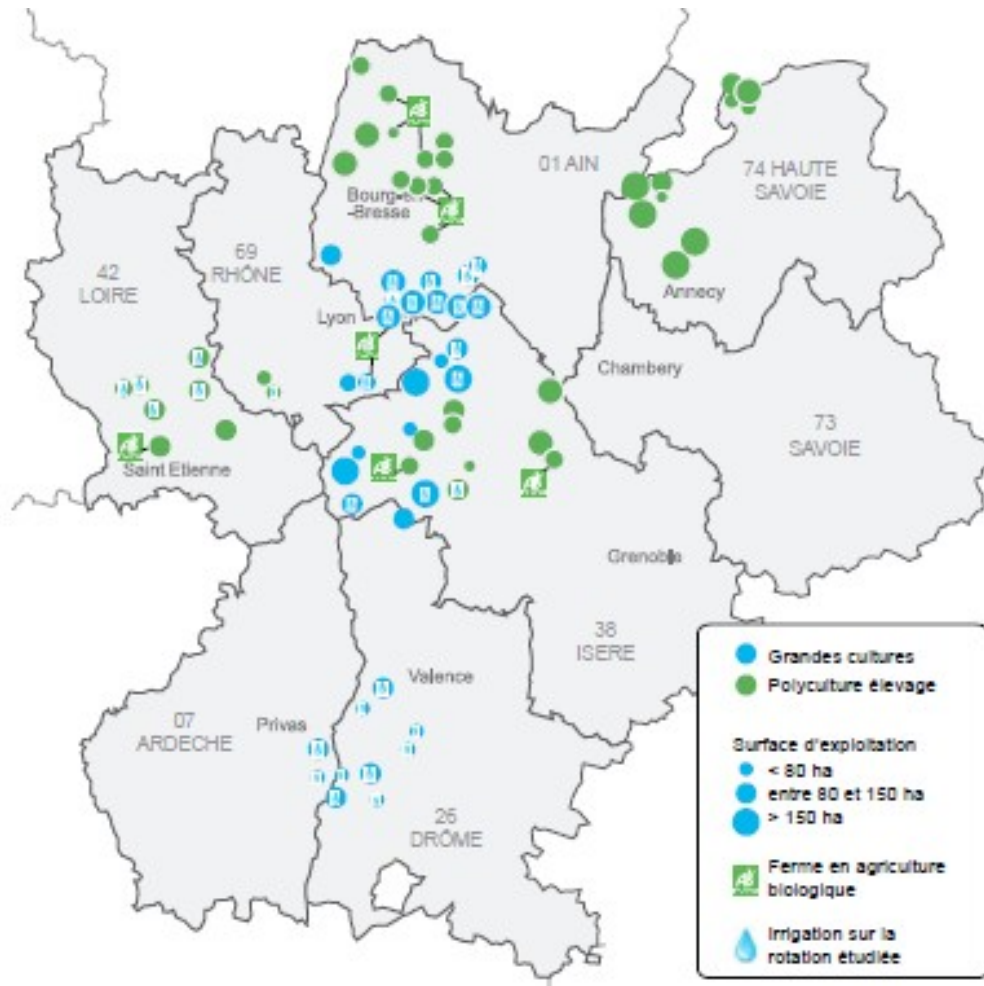 01 AIN
74 HAUTE
SAVOIE
Bourg-en
-Bresse
69
RHÔNE
42
LOIRE
Annecy
Lyon
Chambery
73
SAVOIE
Saint Etienne
Grenoble
38
ISERE
Valence
07
ARDECHE
Privas
26
DRÔME
Grandes cultures
Polyculture élevage
Surface d'exploitation
< 80 ha
entre 80 et 150 ha
> 150 ha
AB Ferme en agriculture
biologique
Irrigation sur la
rotation étudiée